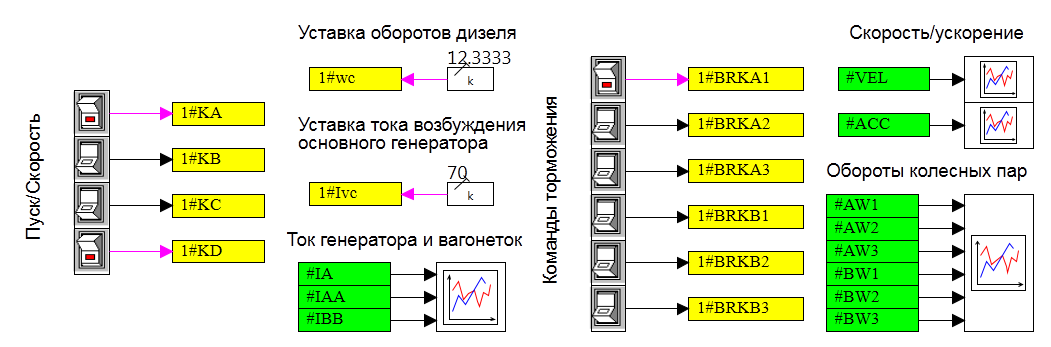 Пуск/Скорость
1#KA
1#KB
1#KC
1#KD
Уставка оборотов дизеля
12.3333
1#wc
k
Уставка тока возбуждения
основного генератора
70
1#Ivc
k
Ток генератора и вагонеток
#IA
#IAA
#IBB
Команды торможения
1#BRKA1
1#BRKA2
1#BRKA3
1#BRKB1
1#BRKB2
1#BRKB3
Скорость/ускорение
#VEL
#ACC
Обороты колесных пар
#AW1
#AW2
#AW3
#BW1
#BW2
#BW3